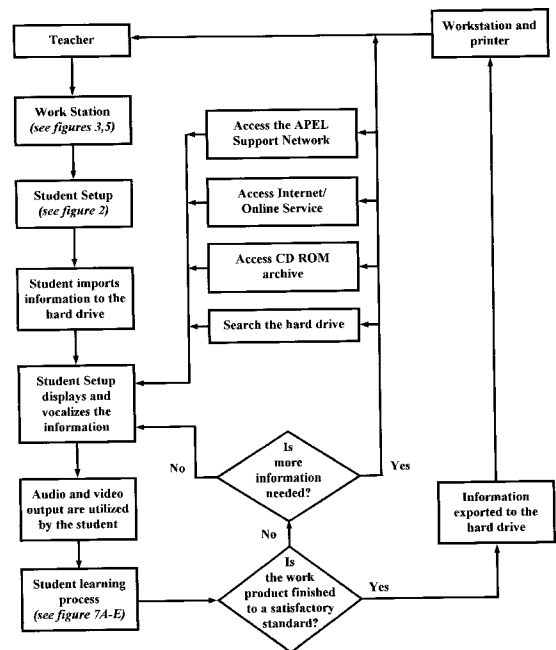 Teacher
Workstation and
printer
Work Station
(see figures 3,5)
Access the APEL
Support Network
Student Setup
(see figure 2)
Access Internet/
Online Service
Student imports
information to the
hard drive
Access CD ROM
archive
Search the hard drive
Student Setup
displays and
vocalizes the
information
Is
more
information
needed?
No
Yes
Audio and video
output are utilized
by the student
Information
exported to the
hard drive
No
Student learning
process
(see figure 7A-E)
Is
the work
product finished
to a satisfactory
standard?
Yes